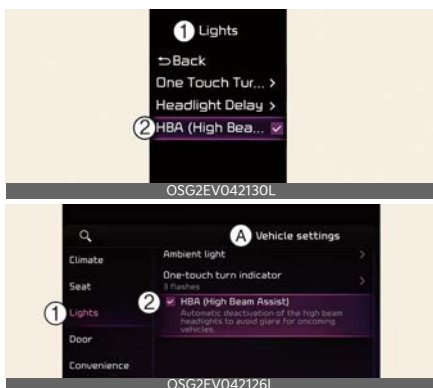 1 Lights
Back
One Touch Tur... >
Headlight Delay >
2 HBA (High Bea...
OSG2EV042130L
A Vehicle settings
Climate
Ambient light >
Seat
One-touch turn indicator >
3 flashes
1 Lights
2 HBA (High Beam Assist)
Automatic deactivation of the high beam
headlights to avoid glare for oncoming
vehicles.
Door
Convenience
OSG2EV042126L